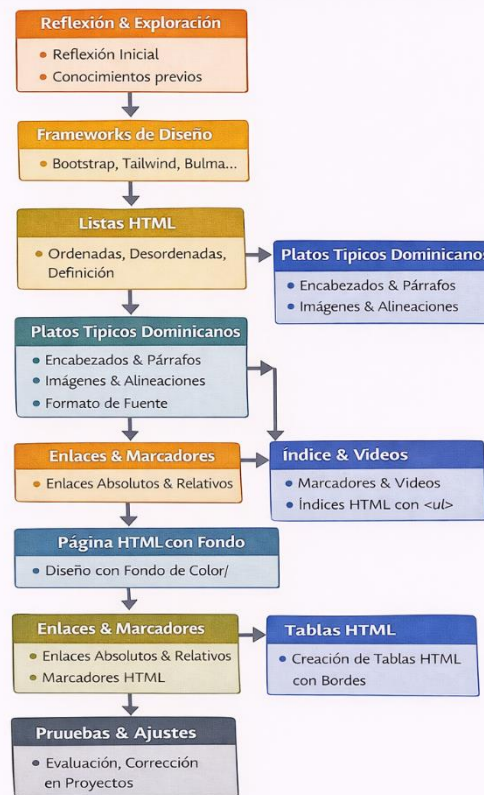 Reflexión & Exploración
• Reflexión Inicial
• Conocimientos previos
Frameworks de Diseño
• Bootstrap, Tailwind, Bulma...
Listas HTML
• Ordenadas, Desordenadas,
Definición
Platos Tipicos Dominicanos
• Encabezados & Párrafos
• Imágenes & Alineaciones
Platos Tipicos Dominicanos
• Encabezados & Párrafos
• Imágenes & Alineaciones
• Formato de Fuente
Enlaces & Marcadores
• Enlaces Absolutos & Relativos
Índice & Videos
• Marcadores & Videos
• Índices HTML con <ul>
Página HTML con Fondo
• Diseño con Fondo de Color/
Enlaces & Marcadores
• Enlaces Absolutos & Relativos
• Marcadores HTML
Tablas HTML
• Creación de Tablas HTML
con Bordes
Pruuebas & Ajustes
• Evaluación, Corrección
en Proyectos